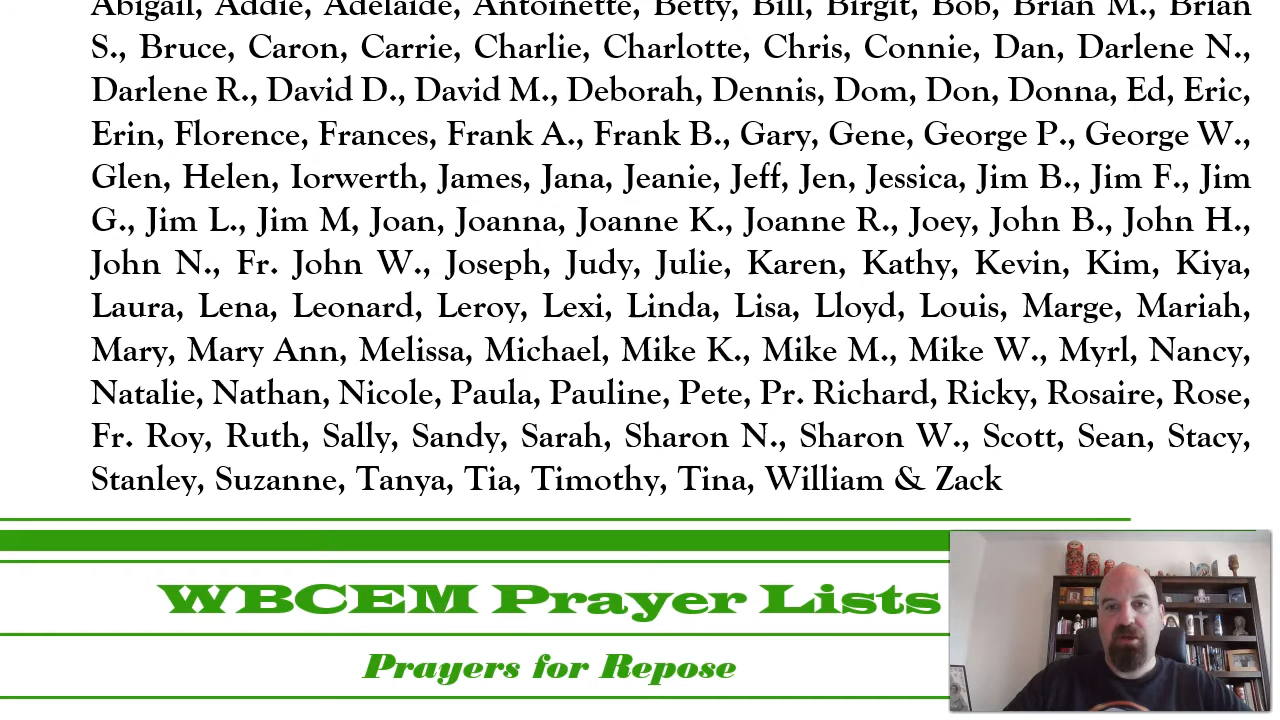 Abigail, Addie, Adelaide, Antoinette, Betty, Bill, Birgit, Bob, Brian M., Brian
S., Bruce, Caron, Carrie, Charlie, Charlotte, Chris, Connie, Dan, Darlene N.,
Darlene R., David D., David M., Deborah, Dennis, Dom, Don, Donna, Ed, Eric,
Erin, Florence, Frances, Frank A., Frank B., Gary, Gene, George P., George W.,
Glen, Helen, Iorwerth, James, Jana, Jeanie, Jeff, Jen, Jessica, Jim B., Jim F., Jim
G., Jim L., Jim M, Joan, Joanna, Joanne K., Joanne R., Joey, John B., John H.,
John N., Fr. John W., Joseph, Judy, Julie, Karen, Kathy, Kevin, Kim, Kiya,
Laura, Lena, Leonard, Leroy, Lexi, Linda, Lisa, Lloyd, Louis, Marge, Mariah,
Mary, Mary Ann, Melissa, Michael, Mike K., Mike M., Mike W., Myrl, Nancy,
Natalie, Nathan, Nicole, Paula, Pauline, Pete, Pr. Richard, Ricky, Rosaire, Rose,
Fr. Roy, Ruth, Sally, Sandy, Sarah, Sharon N., Sharon W., Scott, Sean, Stacy,
Stanley, Suzanne, Tanya, Tia, Timothy, Tina, William & Zack
WBCEM Prayer Lists
Prayers for Repose